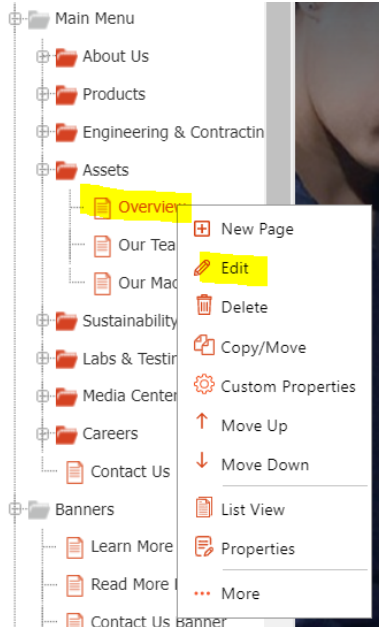 Main Menu
About Us
Products
Engineering & Contractin
Assets
Overview
Our Tea
Our Mac
Sustainability
Labs & Testin
Media Center
Careers
Contact Us
Banners
Learn More
Read More
Contact Us Banner
New Page
Edit
Delete
Copy/Move
Custom Properties
Move Up
Move Down
List View
Properties
More